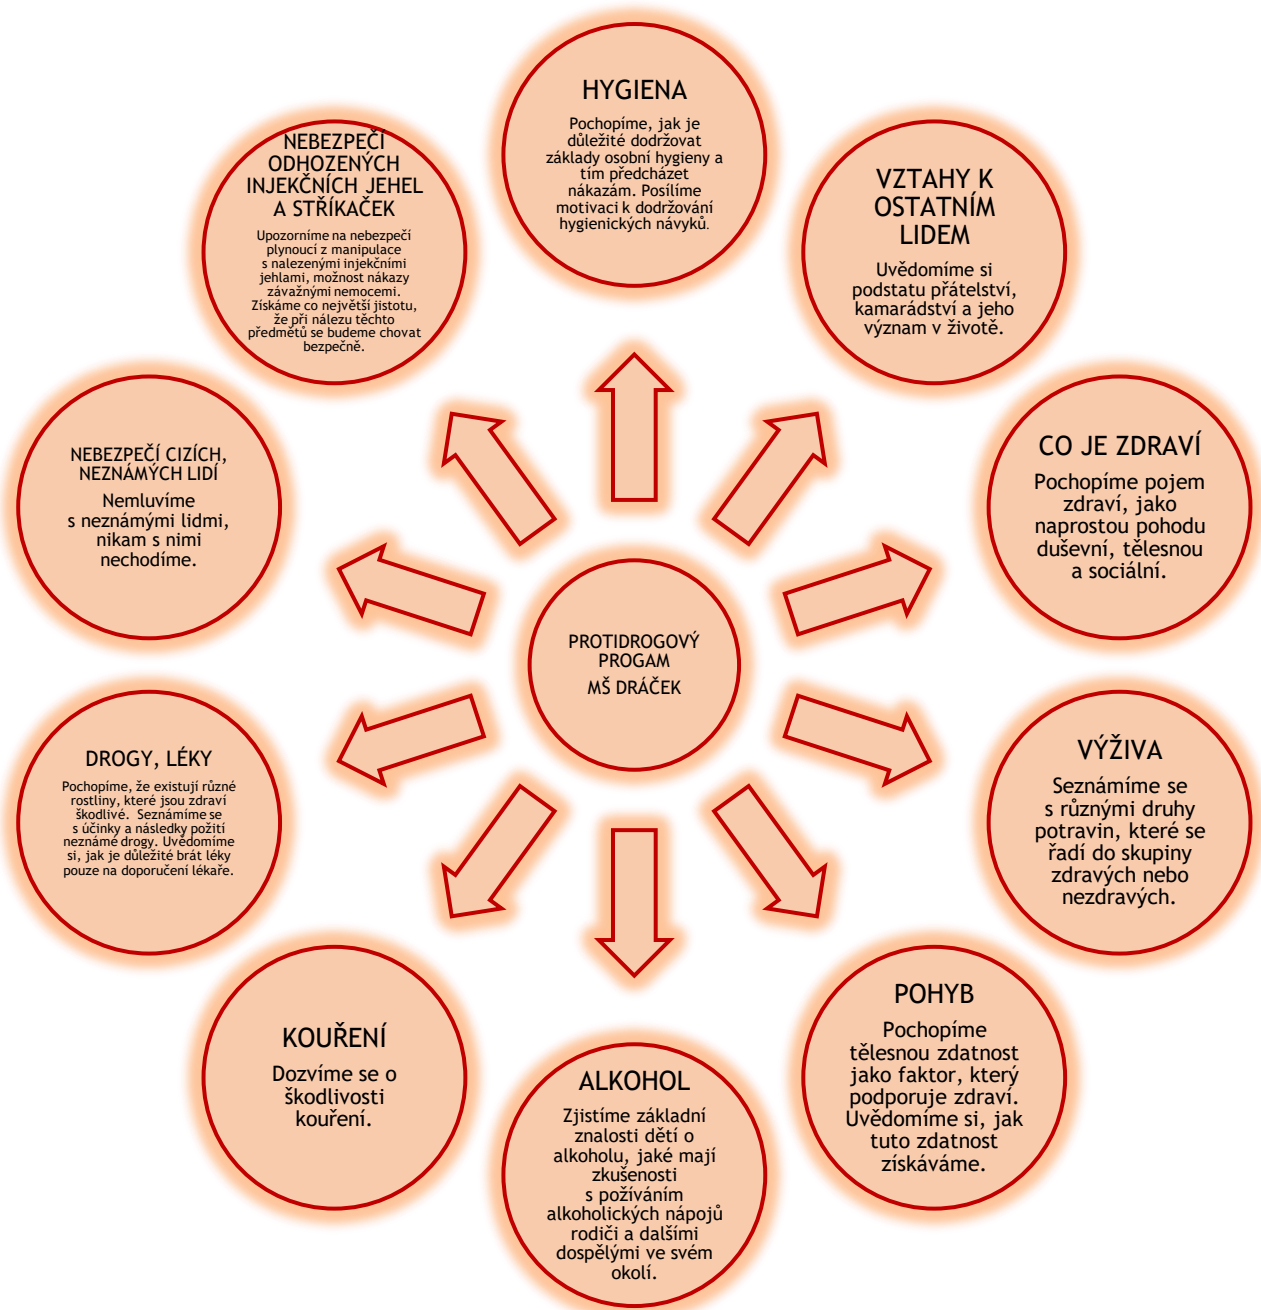 HYGIENA
Pochopíme, jak je
důležité dodržovat
základy osobní hygieny a
tím předcházet
nákazám. Posílíme
motivaci k dodržování
hygienických návyků.
VZTAHY K
OSTATNÍM
LIDEM
Uvědomíme si
podstatu přátelství,
kamarádství a jeho
význam v životě.
CO JE ZDRAVÍ
Pochopíme pojem
zdraví, jako
naprostou pohodu
duševní, tělesnou
a sociální.
VÝŽIVA
Seznámíme se
s různými druhy
potravin, které se
řadí do skupiny
zdravých nebo
nezdravých.
POHYB
Pochopíme
tělesnou zdatnost
jako faktor, který
podporuje zdraví.
Uvědomíme si, jak
tuto zdatnost
získáváme.
ALKOHOL
Zjistíme základní
znalosti dětí o
alkoholu, jaké mají
zkušenosti
s požíváním
alkoholických nápojů
rodiči a dalšími
dospělými ve svém
okolí.
KOUŘENÍ
Dozvíme se o
škodlivosti
kouření.
DROGY, LÉKY
Pochopíme, že existují různé
rostliny, které jsou zdraví
škodlivé. Seznámíme se
s účinky a následky požití
neznámé drogy. Uvědomíme
si, jak je důležité brát léky
pouze na doporučení lékaře.
NEBEZPEČÍ CIZÍCH,
NEZNÁMÝCH LIDÍ
Nemluvíme
s neznámými lidmi,
nikam s nimi
nechodíme.
NEBEZPEČÍ
ODHOZENÝCH
INJEKČNÍCH JEHEL
A STŘÍKAČEK
Upozorníme na nebezpečí
plynoucí z manipulace
s nalezenými injekčními
jehlami, možnost nákazy
závažnými nemocemi.
Získáme co největší jistotu,
že při nálezu těchto
předmětů se budeme chovat
bezpečně.
PROTIDROGOVÝ
PROGAM
MŠ DRÁČEK